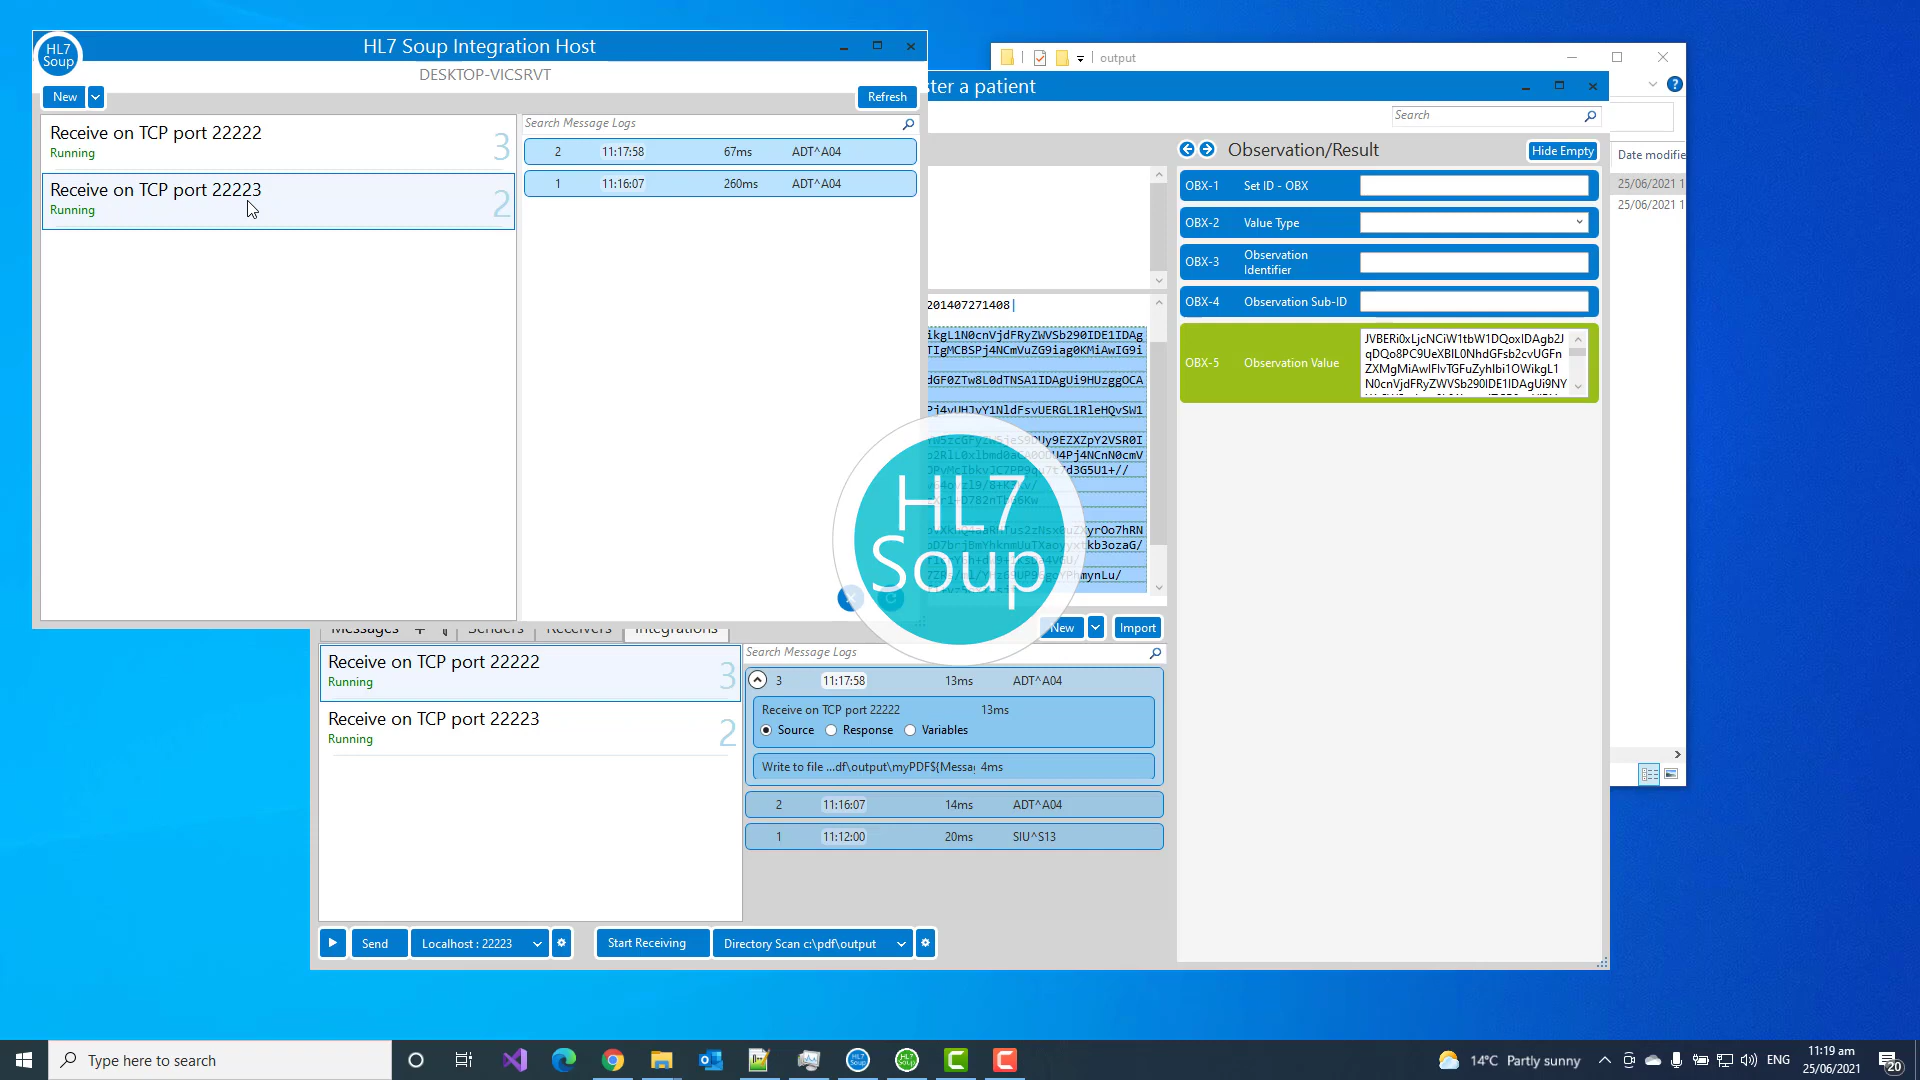 HL7
Soup
HL7 Soup Integration Host
DESKTOP-VICSRVT
New
Refresh
Receive on TCP port 22222
Running
3
Receive on TCP port 22223
Running
2
Search Message Logs
2 11:17:58 67ms ADT^A04
1 11:16:07 260ms ADT^A04
output
ster a patient
Search
Date modifie
25/06/2021 1
25/06/2021 1
Observation/Result
Hide Empty
OBX-1 Set ID - OBX
OBX-2 Value Type
OBX-3 Observation
Identifier
OBX-4 Observation Sub-ID
OBX-5 Observation Value
201407271408|
HL7
Soup
New
Import
Messages + Senders Receivers Integrations
Receive on TCP port 22222
Running
3
Receive on TCP port 22223
Running
2
Search Message Logs
3 11:17:58 13ms ADT^A04
Receive on TCP port 22222 13ms
Source Response Variables
Write to file ...df\output\myPDF${Messa 4ms
2 11:16:07 14ms ADT^A04
1 11:12:00 20ms SIU^S13
Send
Localhost : 22223
Start Receiving
Directory Scan c:\pdf\output
Type here to search
14°C Partly sunny
ENG
11:19 am
25/06/2021
20